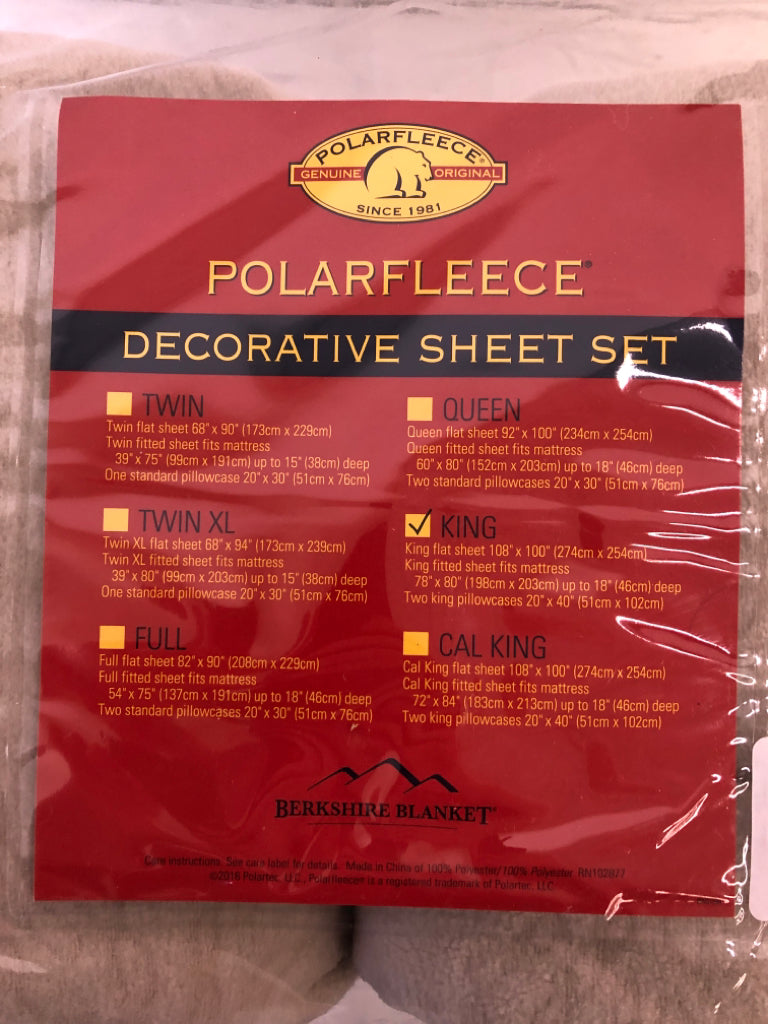 POLARFLEECE®
GENUINE ORIGINAL
SINCE 1981
POLARFLEECE®
DECORATIVE SHEET SET
TWIN
Twin flat sheet 68" x 90" (173cm x 229cm)
Twin fitted sheet fits mattress
39" x 75" (99cm x 191cm) up to 15" (38cm) deep
One standard pillowcase 20" x 30" (51cm x 76cm)
TWIN XL
Twin XL flat sheet 68" x 94" (173cm x 239cm)
Twin XL fitted sheet fits mattress
39" x 80" (99cm x 203cm) up to 15" (38cm) deep
One standard pillowcase 20" x 30" (51cm x 76cm)
FULL
Full flat sheet 82" x 90" (208cm x 229cm)
Full fitted sheet fits mattress
54" x 75" (137cm x 191cm) up to 18" (46cm) deep
Two standard pillowcases 20" x 30" (51cm x 76cm)
QUEEN
Queen flat sheet 92" x 100" (234cm x 254cm)
Queen fitted sheet fits mattress
60" x 80" (152cm x 203cm) up to 18" (46cm) deep
Two standard pillowcases 20" x 30" (51cm x 76cm)
KING
King flat sheet 108" x 100" (274cm x 254cm)
King fitted sheet fits mattress
78" x 80" (198cm x 203cm) up to 18" (46cm) deep
Two king pillowcases 20" x 40" (51cm x 102cm)
CAL KING
Cal King flat sheet 108" x 100" (274cm x 254cm)
Cal King fitted sheet fits mattress
72" x 84" (183cm x 213cm) up to 18" (46cm) deep
Two king pillowcases 20" x 40" (51cm x 102cm)
BERKSHIRE BLANKET®
Care instructions. See care label for details. Made in China of 100% Polyester/100% Polyester RN102877
©2018 Polartec, LLC., Polarfleece® is a registered trademark of Polartec, LLC